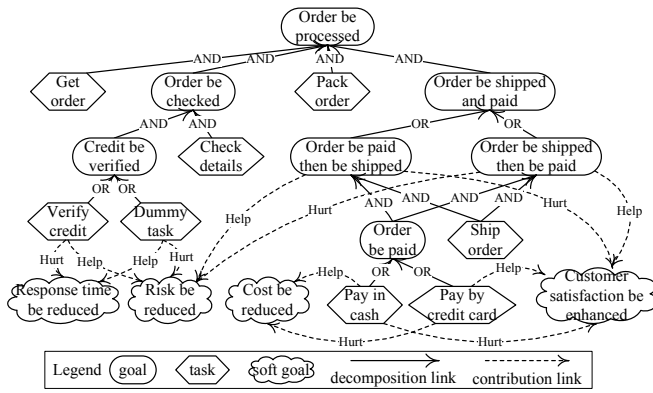 Order be
processed
AND
AND
AND
AND
Get
order
Order be
checked
Pack
order
Order be shipped
and paid
AND
AND
OR
OR
Credit be
verified
Check
details
Order be paid
then be shipped
Order be shipped
then be paid
OR
OR
AND
AND
AND
AND
Verify
credit
Dummy
task
Help
Hurt
Hurt
Help
Order
be paid
Ship
order
Hurt
Help
Help
Hurt
Response time
be reduced
Risk be
reduced
Cost be
reduced
Help
OR
OR
Help
Pay in
cash
Pay by
credit card
Customer
satisfaction be
enhanced
Hurt
Hurt
Legend
goal
task
soft goal
decomposition link
contribution link